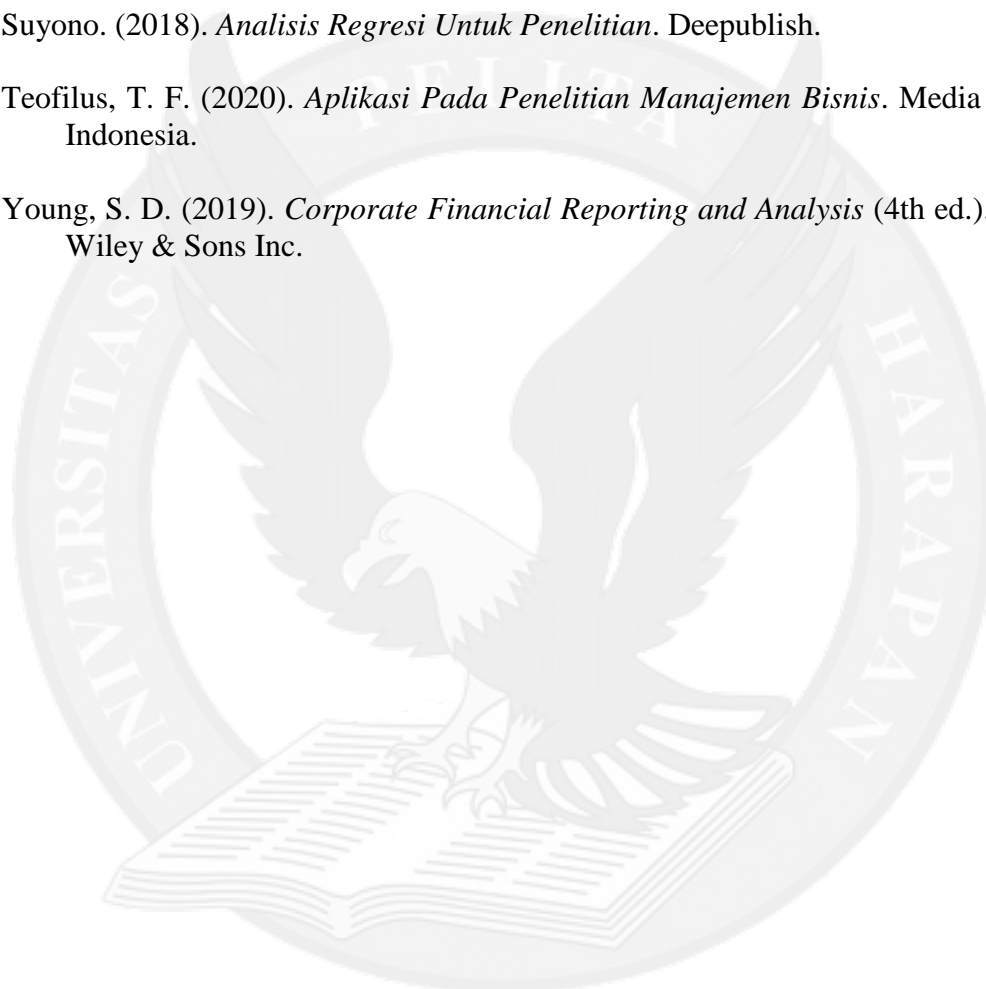 Suyono. (2018). Analisis Regresi Untuk Penelitian. Deepublish.
Teofilus, T. F. (2020). Aplikasi Pada Penelitian Manajemen Bisnis. Media
Indonesia.
Young, S. D. (2019). Corporate Financial Reporting and Analysis (4th ed.).
Wiley & Sons Inc.
UNIVERSITAS PELITA HARAPAN